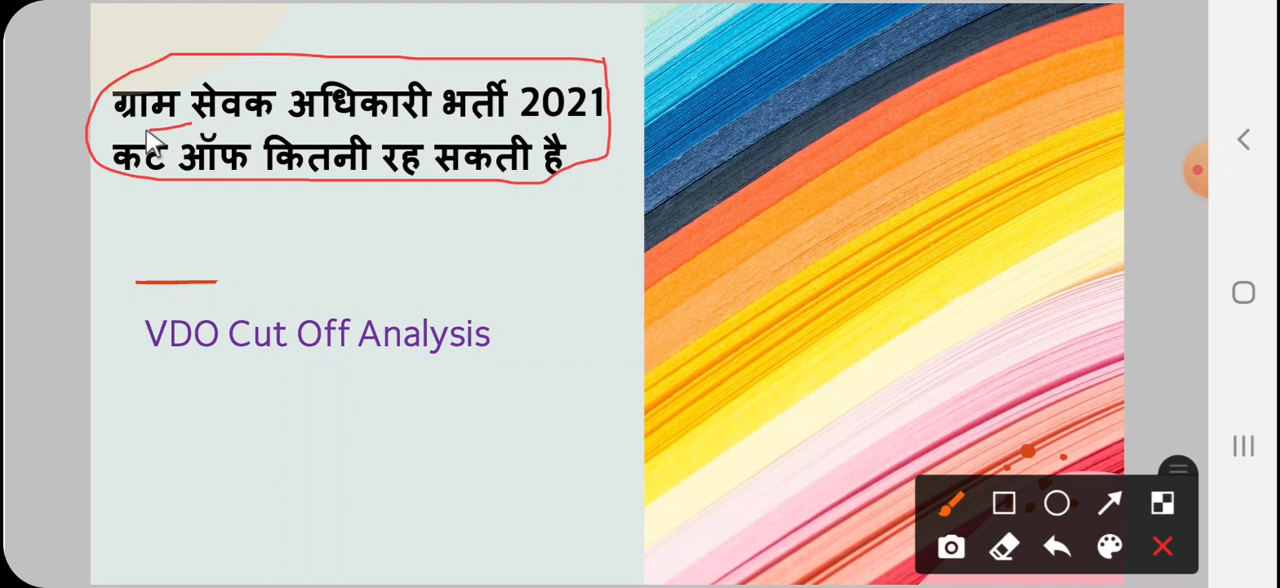 ग्राम सेवक अधिकारी भर्ती 2021
कट ऑफ कितनी रह सकती है
VDO Cut Off Analysis